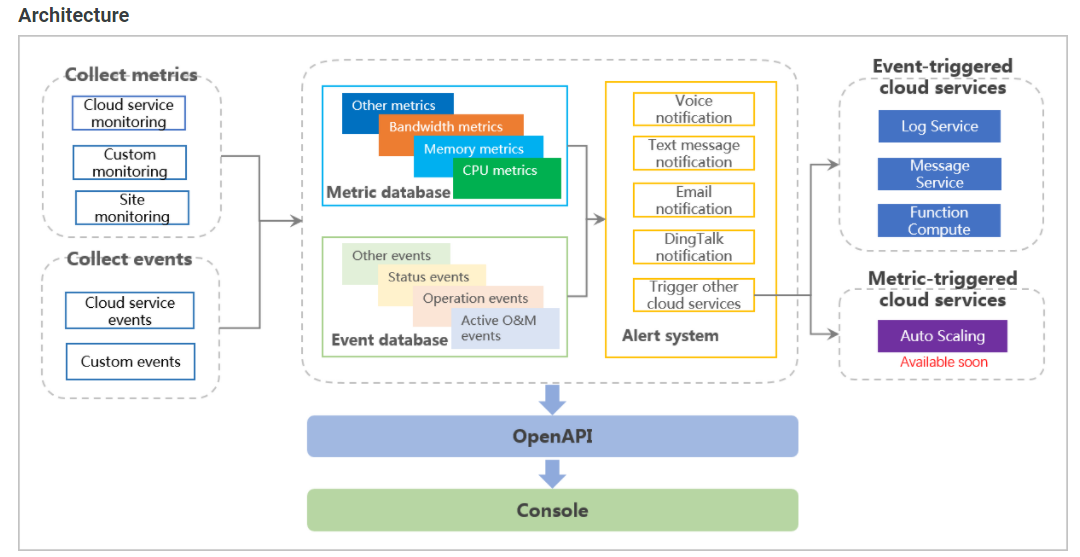 Architecture
Collect metrics
Cloud service
monitoring
Custom
monitoring
Site
monitoring
Collect events
Cloud service
events
Custom events
Other metrics
Bandwidth metrics
Memory metrics
CPU metrics
Metric database
Other events
Status events
Operation events
Active O&M
events
Event database
Voice
notification
Text message
notification
Email
notification
DingTalk
notification
Trigger other
cloud services
Alert system
Event-triggered
cloud services
Log Service
Message
Service
Function
Compute
Metric-triggered
cloud services
Auto Scaling
Available soon
OpenAPI
Console